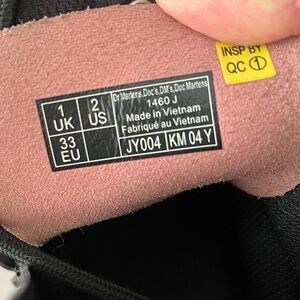 INSP BY
QC 1
1 UK
2 US
33 EU
Dr.Martens,Doc's,DM's,Doc Martens
1460 J
Made in Vietnam
Fabriqué au Vietnam
JY004 KM 04 Y